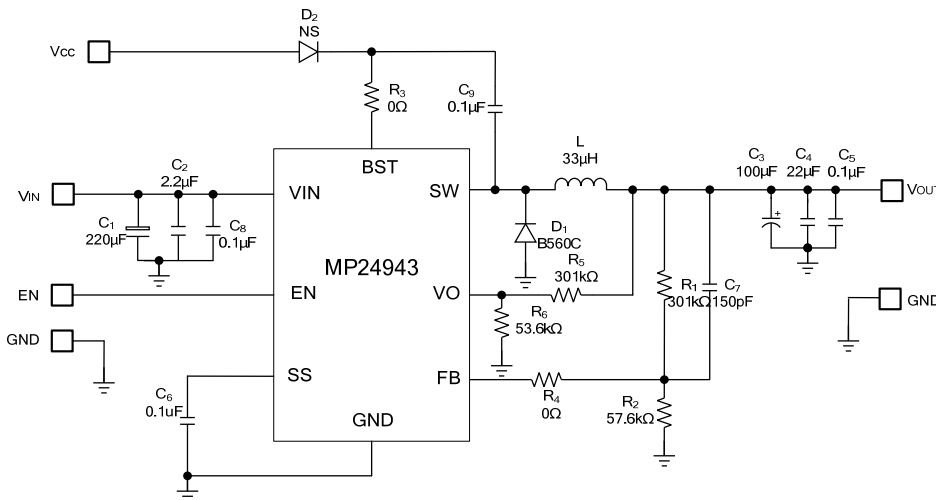 D₂
NS
Vcc
R₃
0Ω
C₉
0.1µF
L
33µH
C₃
100µF
C₄
22µF
C₅
0.1µF
BST
C₂
2.2µF
VIN
VIN
SW
VOUT
C₁
220µF
C₈
0.1µF
D₁
B560C
MP24943
R₅
301kΩ
EN
EN
VO
R₁
301kΩ
C₇
150pF
GND
R₆
53.6kΩ
GND
SS
FB
C₆
0.1uF
R₄
0Ω
R₂
57.6kΩ
GND